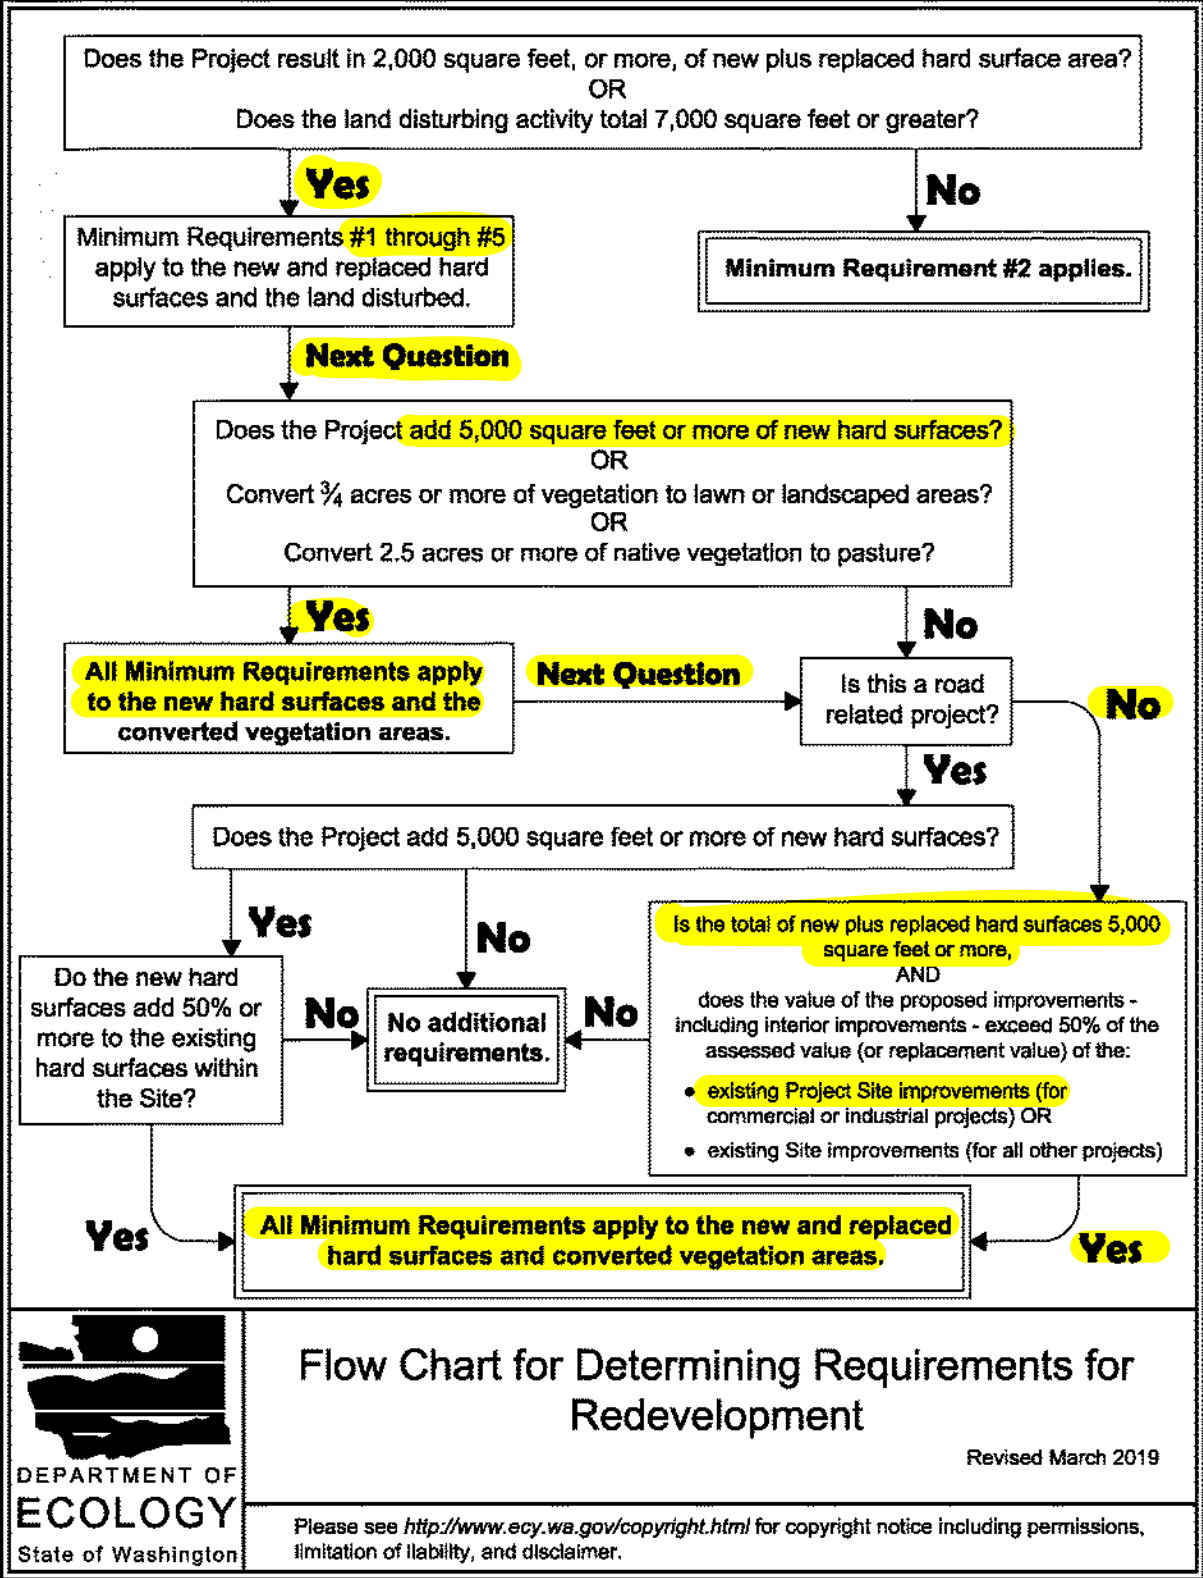 Does the Project result in 2,000 square feet, or more, of new plus replaced hard surface area?
OR
Does the land disturbing activity total 7,000 square feet or greater?
Yes
No
Minimum Requirements #1 through #5
apply to the new and replaced hard
surfaces and the land disturbed.
Minimum Requirement #2 applies.
Next Question
Does the Project add 5,000 square feet or more of new hard surfaces?
OR
Convert ¾ acres or more of vegetation to lawn or landscaped areas?
OR
Convert 2.5 acres or more of native vegetation to pasture?
Yes
No
All Minimum Requirements apply
to the new hard surfaces and the
converted vegetation areas.
Next Question
Is this a road
related project?
No
Yes
Does the Project add 5,000 square feet or more of new hard surfaces?
Yes
No
Do the new hard
surfaces add 50% or
more to the existing
hard surfaces within
the Site?
No
No additional
requirements.
No
Is the total of new plus replaced hard surfaces 5,000
square feet or more,
AND
does the value of the proposed improvements -
including interior improvements - exceed 50% of the
assessed value (or replacement value) of the:
• existing Project Site improvements (for
commercial or industrial projects) OR
• existing Site improvements (for all other projects)
Yes
All Minimum Requirements apply to the new and replaced
hard surfaces and converted vegetation areas.
Yes
DEPARTMENT OF
ECOLOGY
State of Washington
Flow Chart for Determining Requirements for
Redevelopment
Revised March 2019
Please see http://www.ecy.wa.gov/copyright.html for copyright notice including permissions,
limitation of liability, and disclaimer.